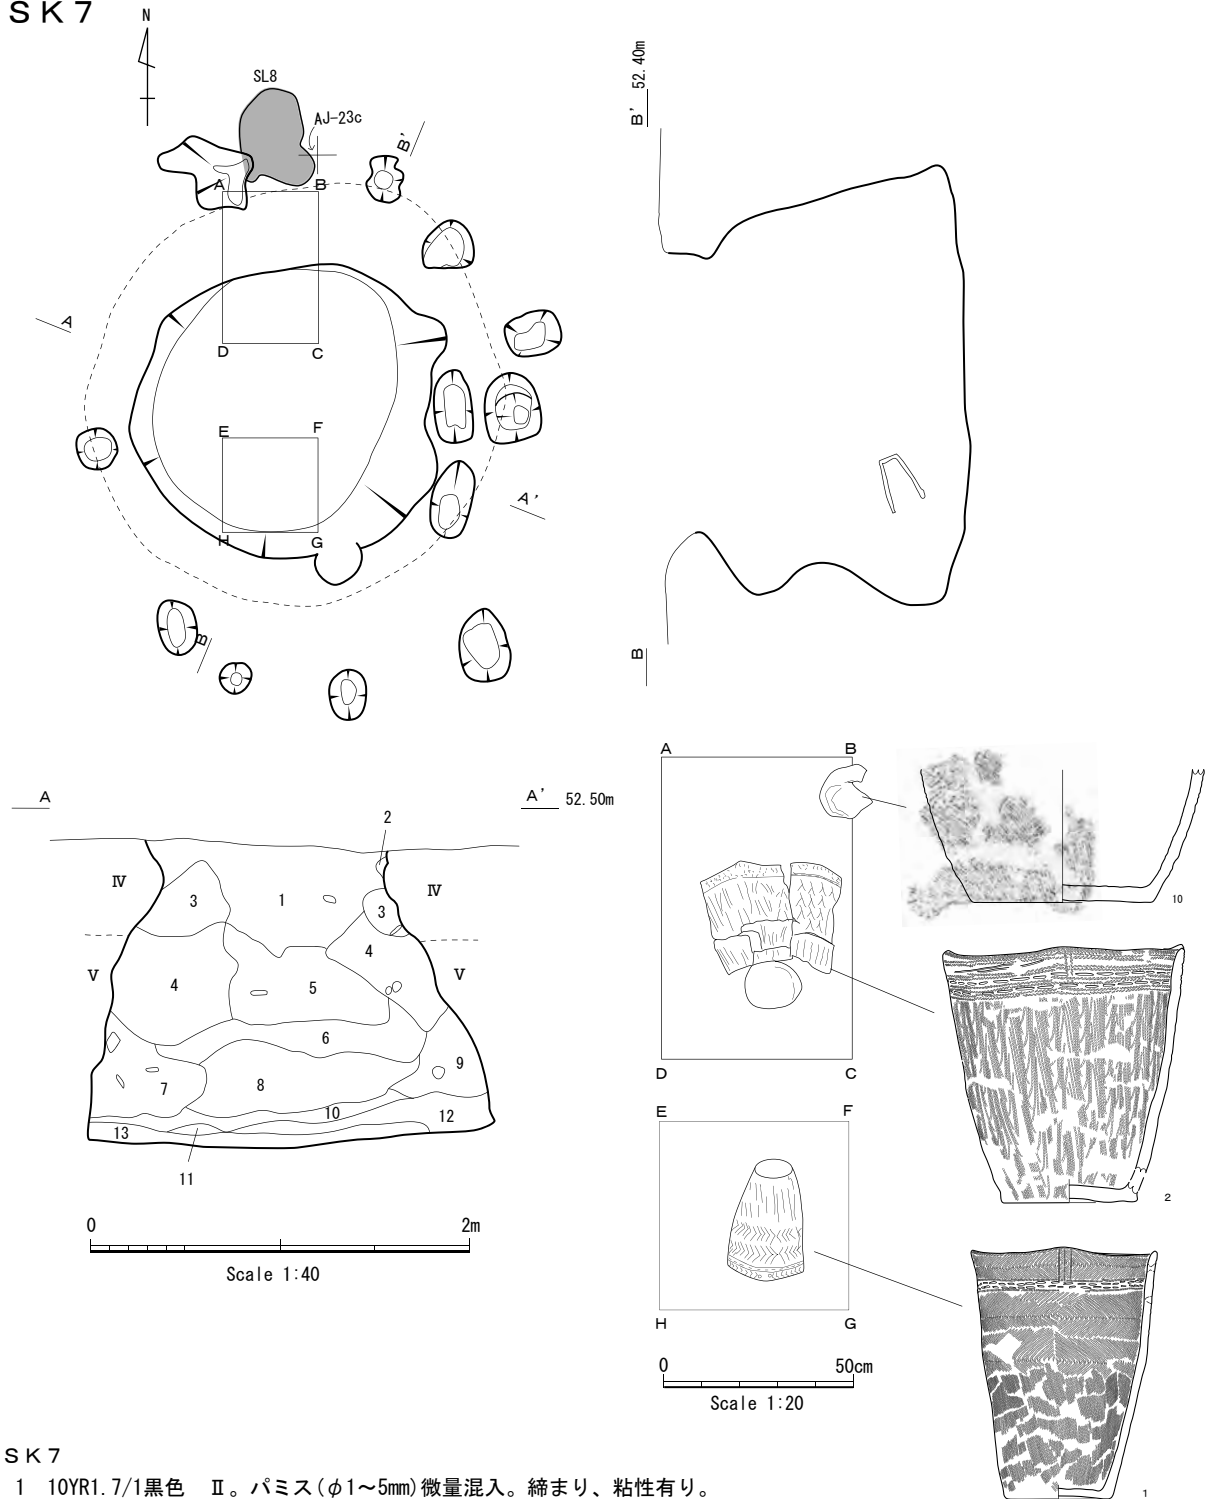 SK7
N
SL8
AJ-23c
B'
A B
A
D C
E F
A'
H G
B
B' 52.40m
B
A
A' 52.50m
2
Ⅳ 3 1 3 Ⅳ
4
Ⅴ 4 5 Ⅴ
6
7 8 9
10 12
13
11
0 2m
Scale 1:40
A B
10
D C
2
E F
H G
0 50cm
Scale 1:20
1
SK7
1 10YR1.7/1黒色 Ⅱ。パミス(φ1～5mm)微量混入。締まり、粘性有り。